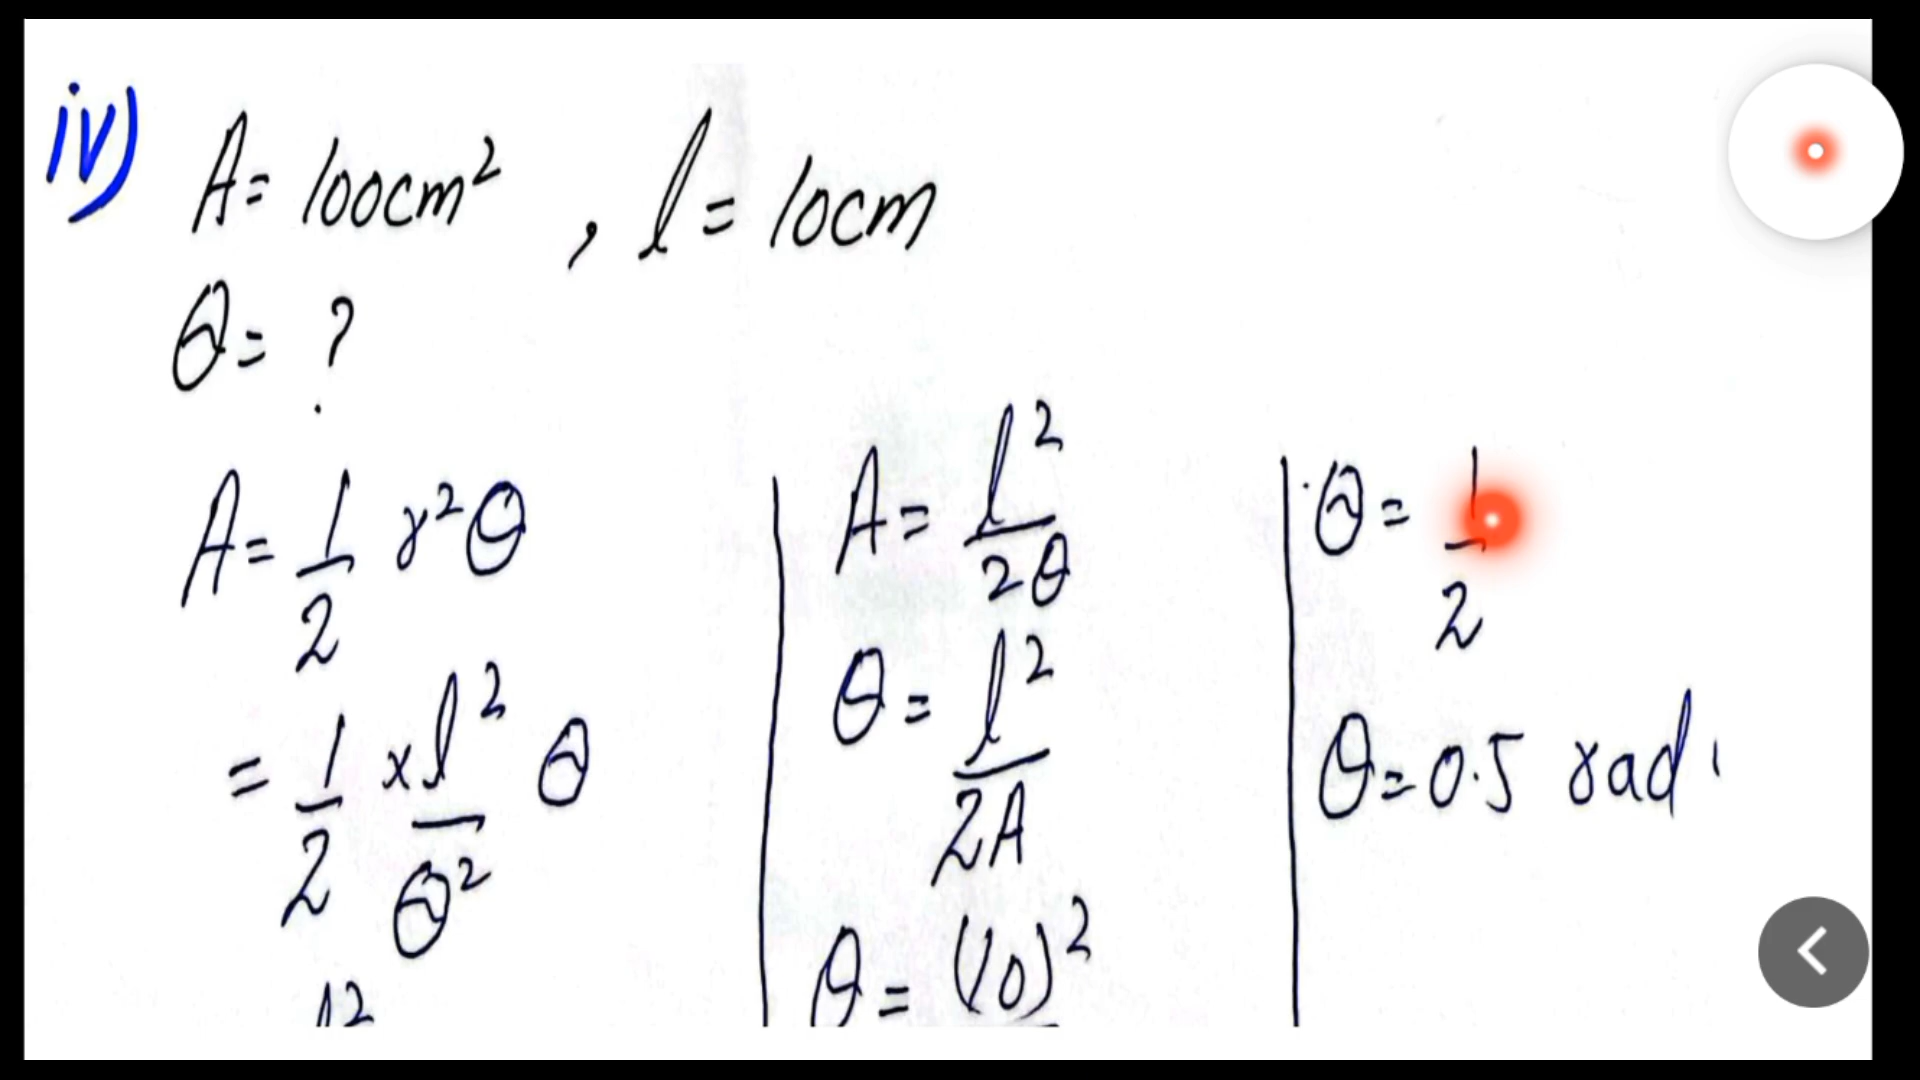 iv) A = 100cm² , l = 10cm
θ = ?
A = 1/2 r²θ
= 1/2 × l²/θ² θ
l²
A = l²/2θ
θ = l²/2A
θ = (10)²
θ = 1/2
θ = 0.5 rad.